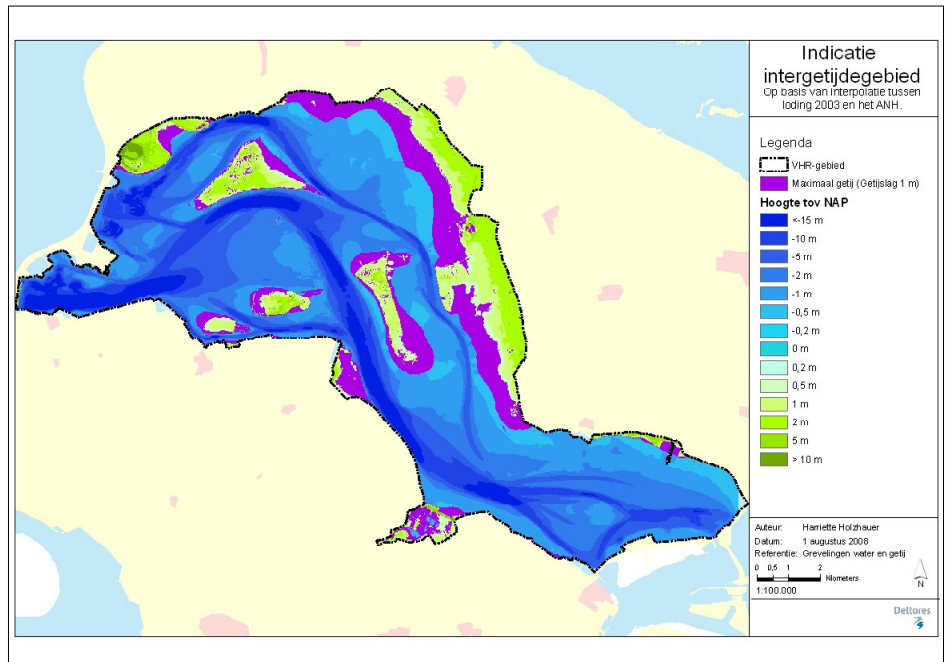 Indicatie
intergetijdegebied
Op basis van interpolatie tussen
loding 2003 en het ANH.
Legenda
VHR-gebied
Maximaal getij (Getijslag 1 m)
Hoogte tov NAP
<-15 m
-10 m
-5 m
-2 m
-1 m
-0,5 m
-0,2 m
0 m
0,2 m
0,5 m
1 m
2 m
5 m
> 10 m
Auteur: Harriette Holzhauer
Datum: 1 augustus 2008
Referentie: Grevelingen water en getij
0 0,5 1 2
Kilometers
1:100.000
N
Deltares